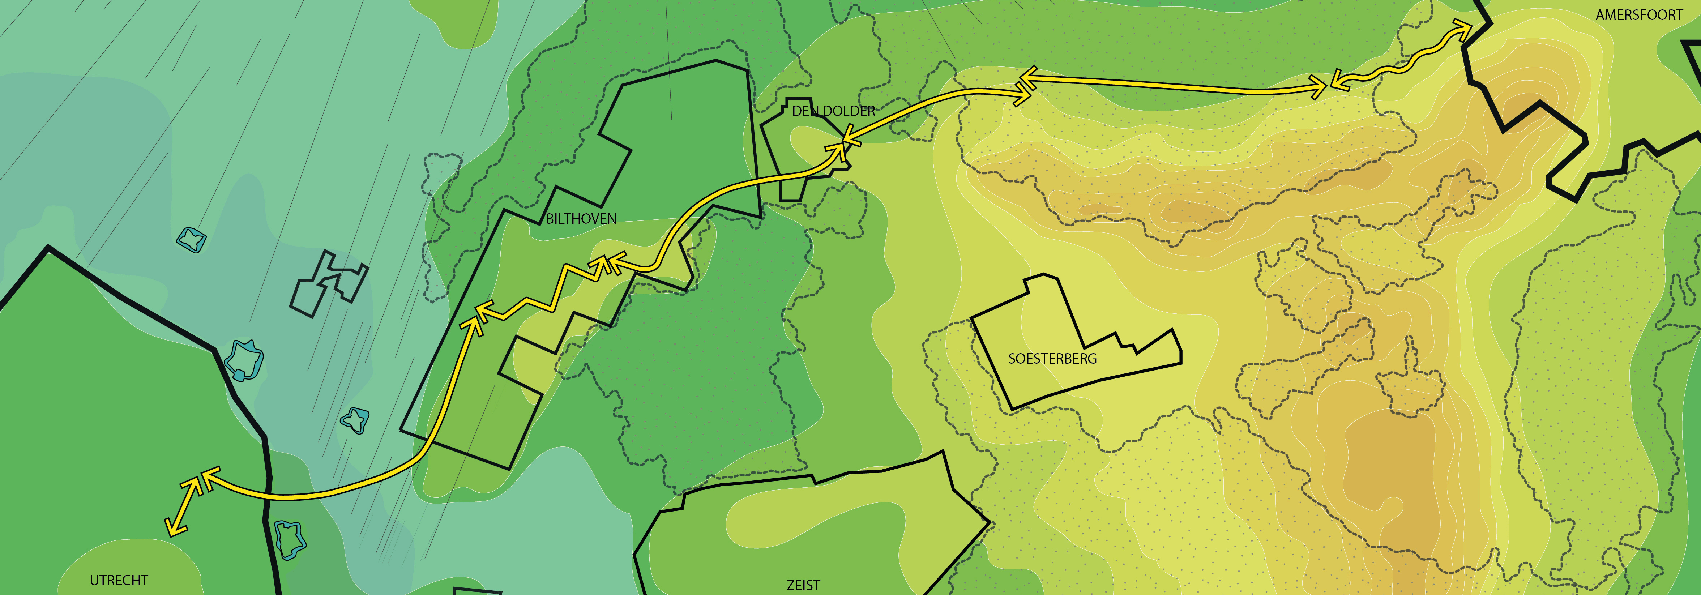 AMERSFOORT
DEN DOLDER
BILTHOVEN
SOESTERBERG
UTRECHT
ZEIST